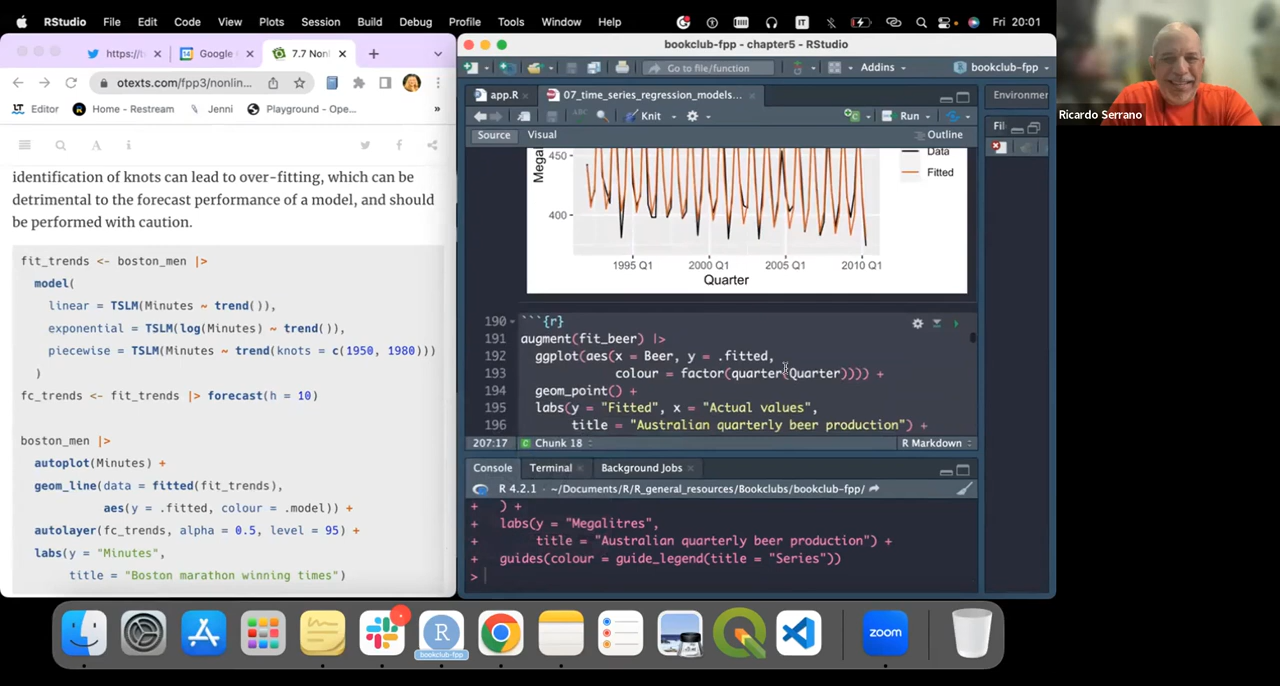 RStudio File Edit Code View Plots Session Build Debug Profile Tools Window Help
IT
Fri 20:01
https://t
Google
7.7 Nonl
otexts.com/fpp3/nonlin...
Editor
Home - Restream
Jenni
Playground - Ope...
»
identification of knots can lead to over-fitting, which can be
detrimental to the forecast performance of a model, and should
be performed with caution.
fit_trends <- boston_men |>
model(
linear = TSLM(Minutes ~ trend()),
exponential = TSLM(log(Minutes) ~ trend()),
piecewise = TSLM(Minutes ~ trend(knots = c(1950, 1980)))
)
fc_trends <- fit_trends |> forecast(h = 10)
boston_men |>
autoplot(Minutes) +
geom_line(data = fitted(fit_trends),
aes(y = .fitted, colour = .model)) +
autolayer(fc_trends, alpha = 0.5, level = 95) +
labs(y = "Minutes",
title = "Boston marathon winning times")
bookclub-fpp - chapter5 - RStudio
Go to file/function
Addins
bookclub-fpp
app.R
07_time_series_regression_models...
Knit
Run
Source
Visual
Outline
Environmen
Fil
Mega
450
400
Data
Fitted
1995 Q1
2000 Q1
2005 Q1
2010 Q1
Quarter
190 ```{r}
191 augment(fit_beer) |>
192 ggplot(aes(x = Beer, y = .fitted,
193 colour = factor(quarter(Quarter)))) +
194 geom_point() +
195 labs(y = "Fitted", x = "Actual values",
196 title = "Australian quarterly beer production") +
207:17
Chunk 18
R Markdown
Console
Terminal
Background Jobs
R 4.2.1 · ~/Documents/R/R_general_resources/Bookclubs/bookclub-fpp/
+ ) +
+ labs(y = "Megalitres",
+ title = "Australian quarterly beer production") +
+ guides(colour = guide_legend(title = "Series"))
>
Ricardo Serrano
bookclub-fpp
zoom